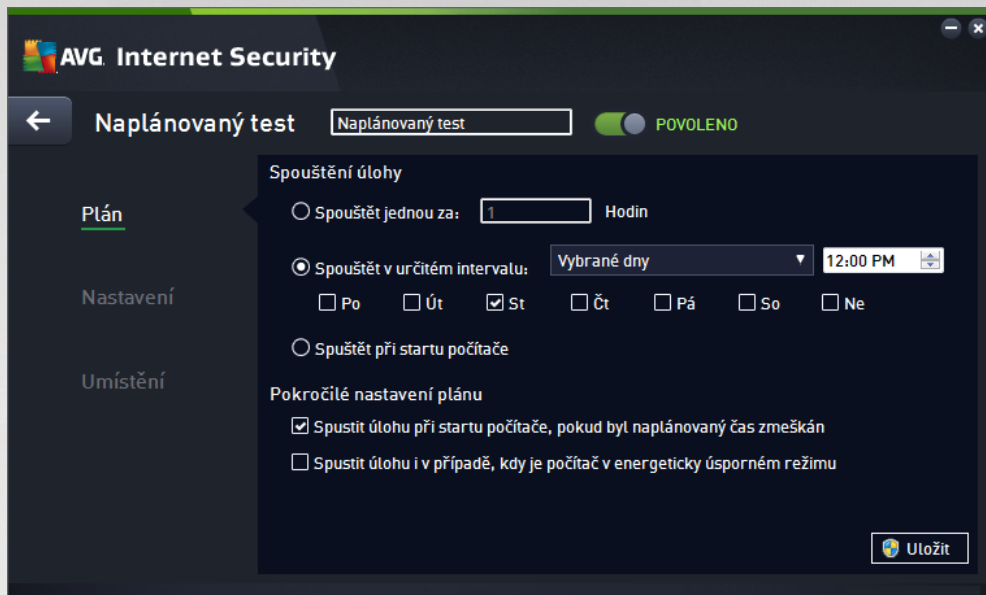 AVG. Internet Security
Naplánovaný test
Naplánovaný test
POVOLENO
Plán
Nastavení
Umístění
Spouštění úlohy
Spouštět jednou za:
1
Hodin
Spouštět v určitém intervalu:
Vybrané dny
12:00 PM
Po
Út
St
Čt
Pá
So
Ne
Spuštět při startu počítače
Pokročilé nastavení plánu
Spustit úlohu při startu počítače, pokud byl naplánovaný čas zmeškán
Spustit úlohu i v případě, kdy je počítač v energeticky úsporném režimu
Uložit